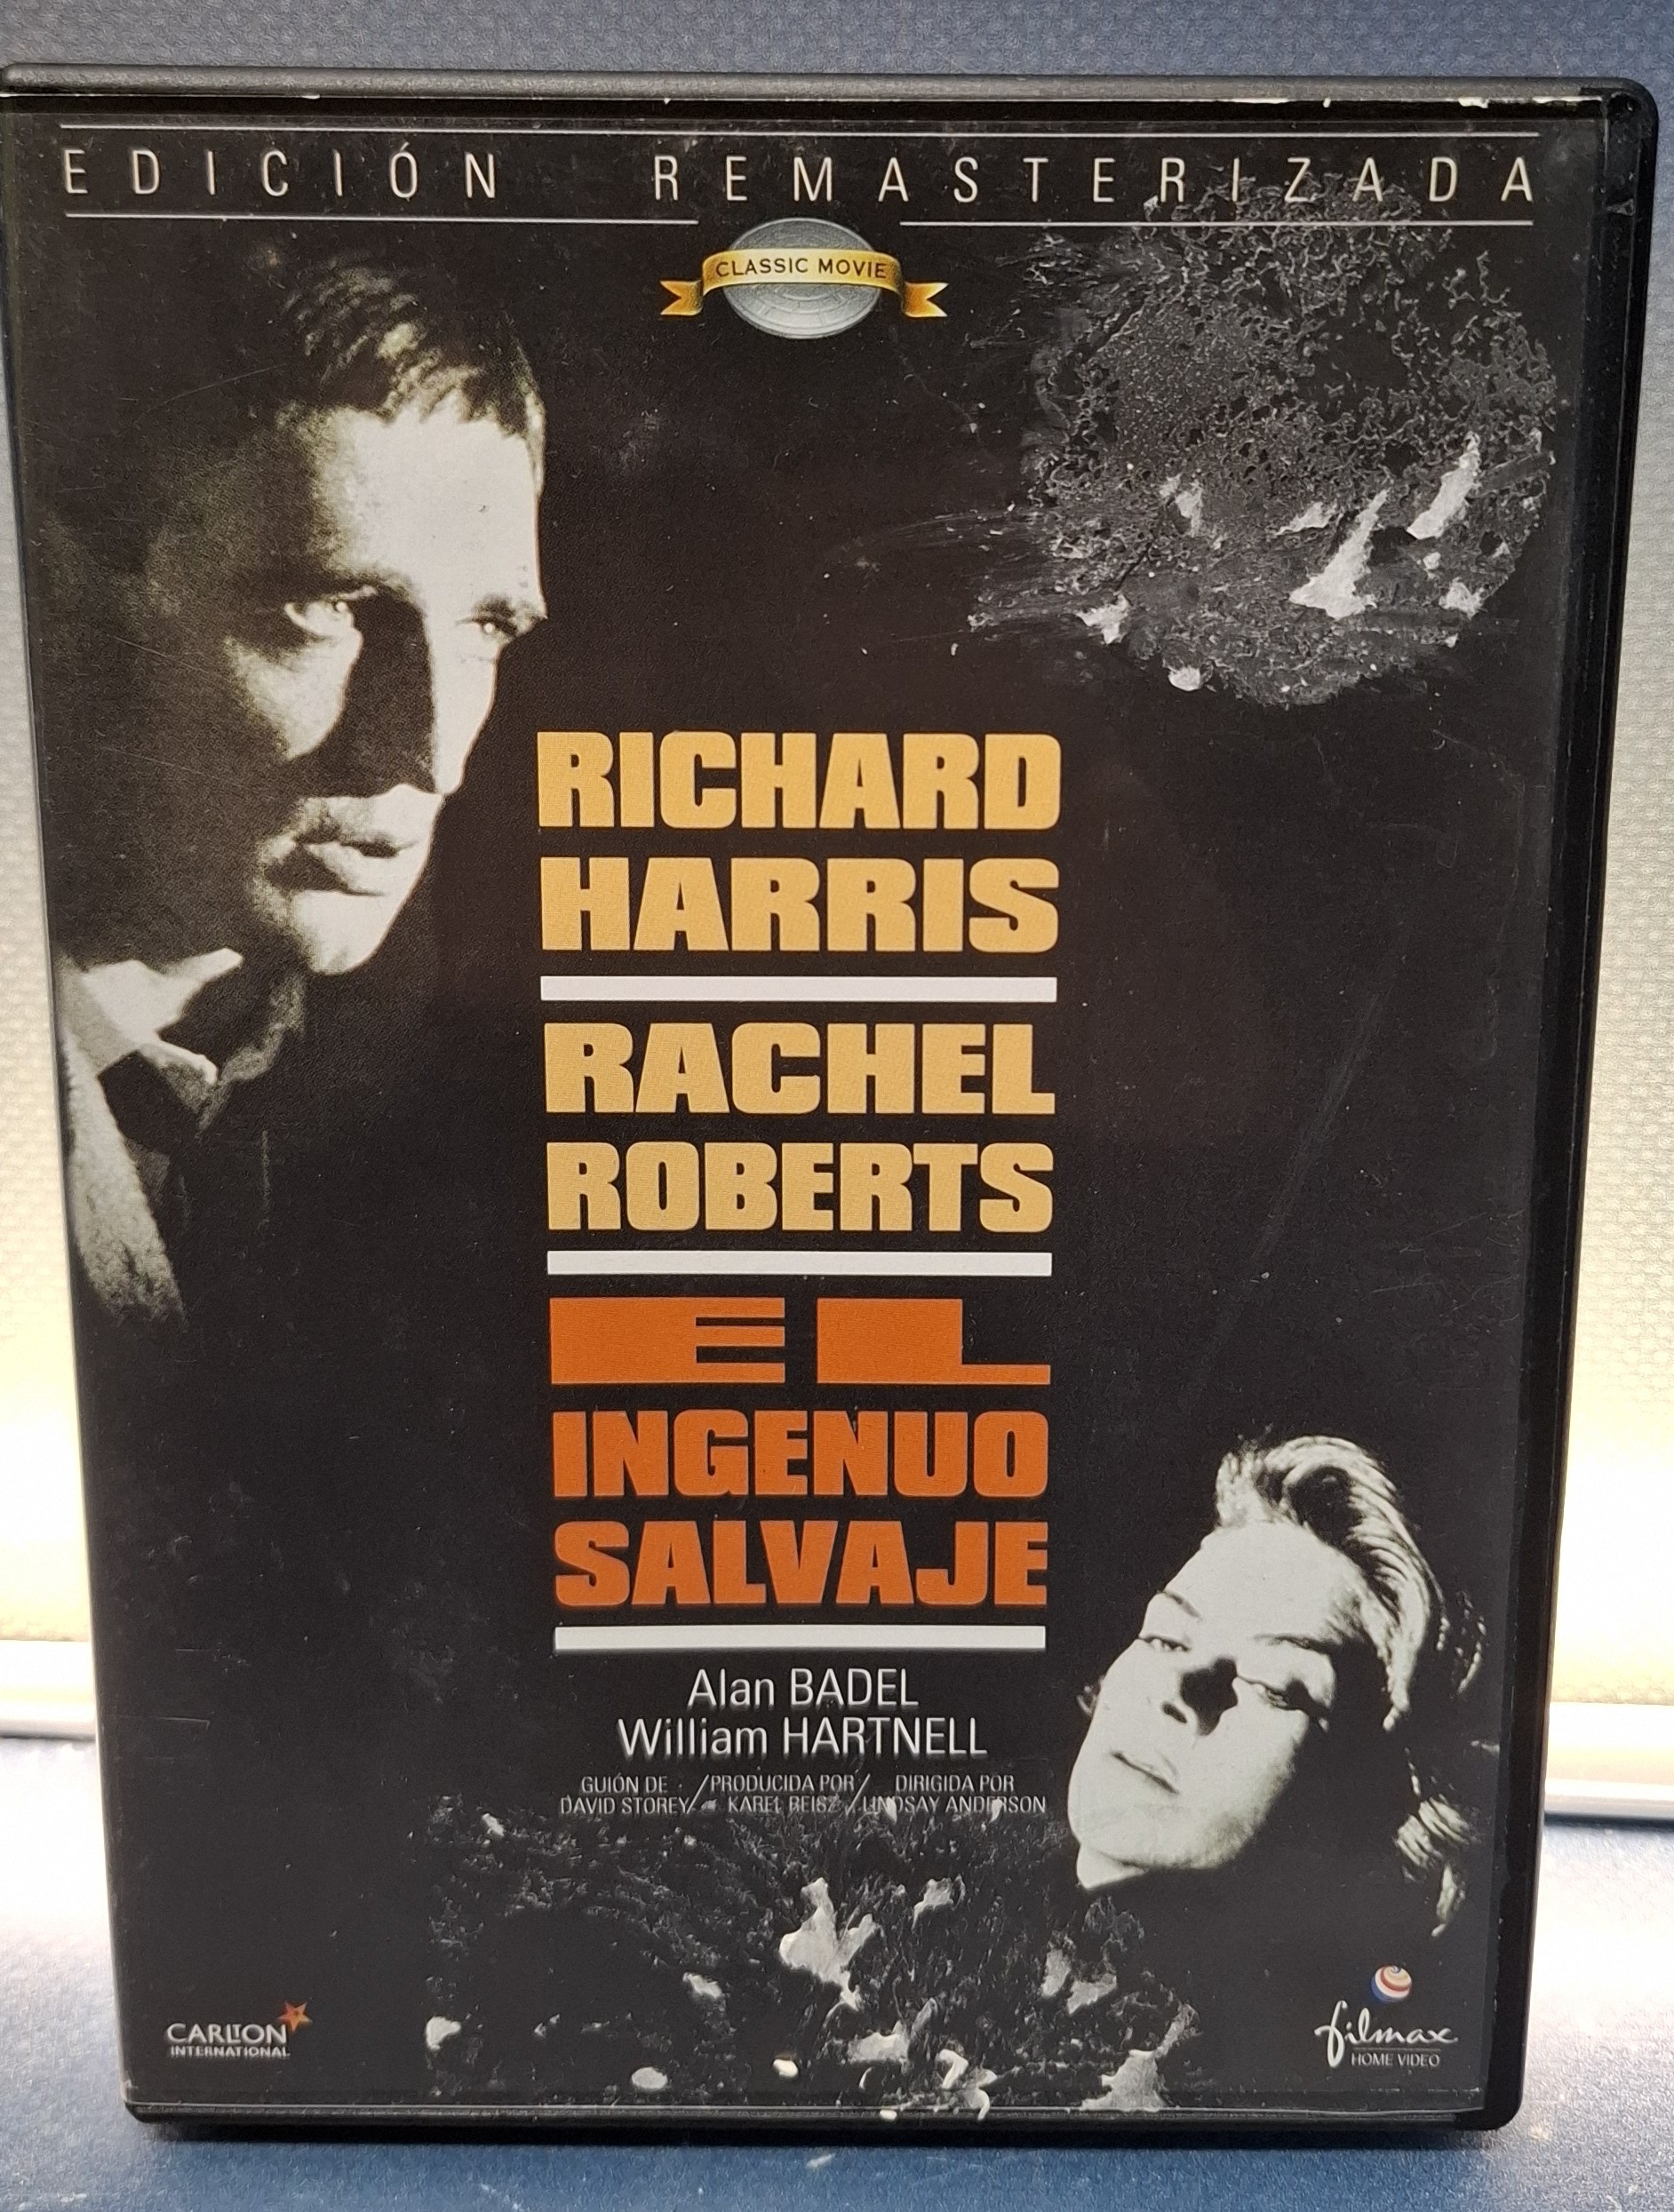 EDICIÓN REMASTERIZADA
CLASSIC MOVIE
RICHARD
HARRIS
RACHEL
ROBERTS
EL
INGENUO
SALVAJE
Alan BADEL
William HARTNELL
GUIÓN DE / PRODUCIDA POR / DIRIGIDA POR
DAVID STOREY / KAREL REISZ / LINDSAY ANDERSON
CARLTON
INTERNATIONAL
filmax
HOME VIDEO